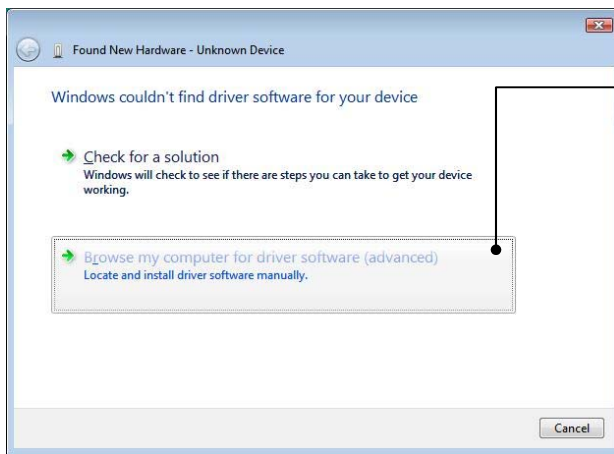 Found New Hardware - Unknown Device
Windows couldn't find driver software for your device
Check for a solution
Windows will check to see if there are steps you can take to get your device
working.
Browse my computer for driver software (advanced)
Locate and install driver software manually.
Cancel